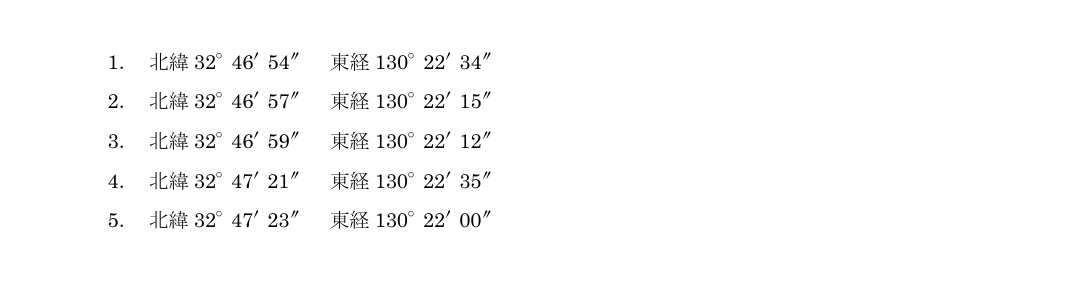 1. 北緯 32° 46′ 54″ 東経 130° 22′ 34″
2. 北緯 32° 46′ 57″ 東経 130° 22′ 15″
3. 北緯 32° 46′ 59″ 東経 130° 22′ 12″
4. 北緯 32° 47′ 21″ 東経 130° 22′ 35″
5. 北緯 32° 47′ 23″ 東経 130° 22′ 00″